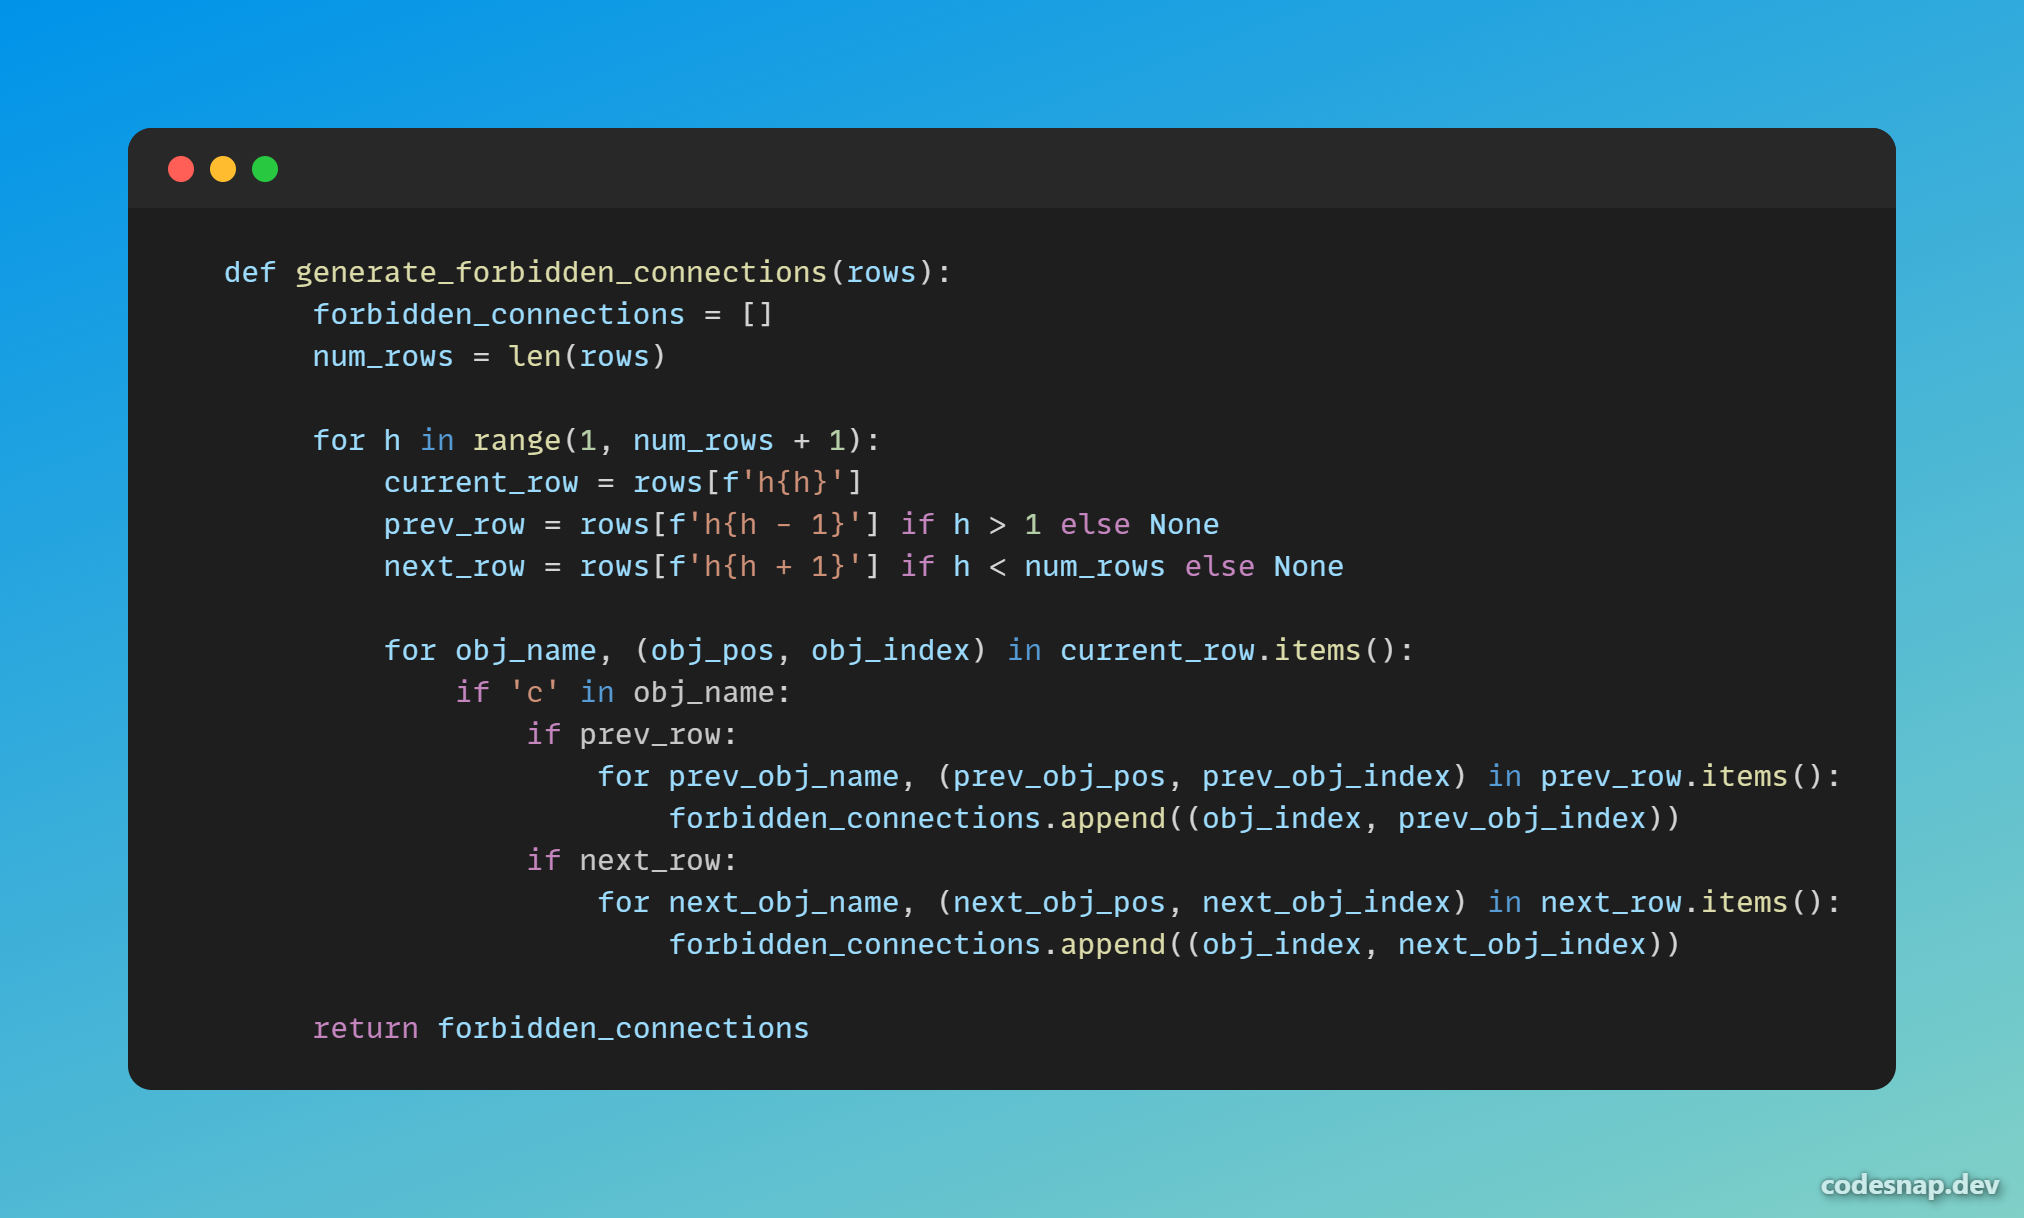 def generate_forbidden_connections(rows):
     forbidden_connections = []
     num_rows = len(rows)

     for h in range(1, num_rows + 1):
         current_row = rows[f'h{h}']
         prev_row = rows[f'h{h - 1}'] if h > 1 else None
         next_row = rows[f'h{h + 1}'] if h < num_rows else None

         for obj_name, (obj_pos, obj_index) in current_row.items():
             if 'c' in obj_name:
                 if prev_row:
                     for prev_obj_name, (prev_obj_pos, prev_obj_index) in prev_row.items():
                         forbidden_connections.append((obj_index, prev_obj_index))
                 if next_row:
                     for next_obj_name, (next_obj_pos, next_obj_index) in next_row.items():
                         forbidden_connections.append((obj_index, next_obj_index))

     return forbidden_connections
codesnap.dev